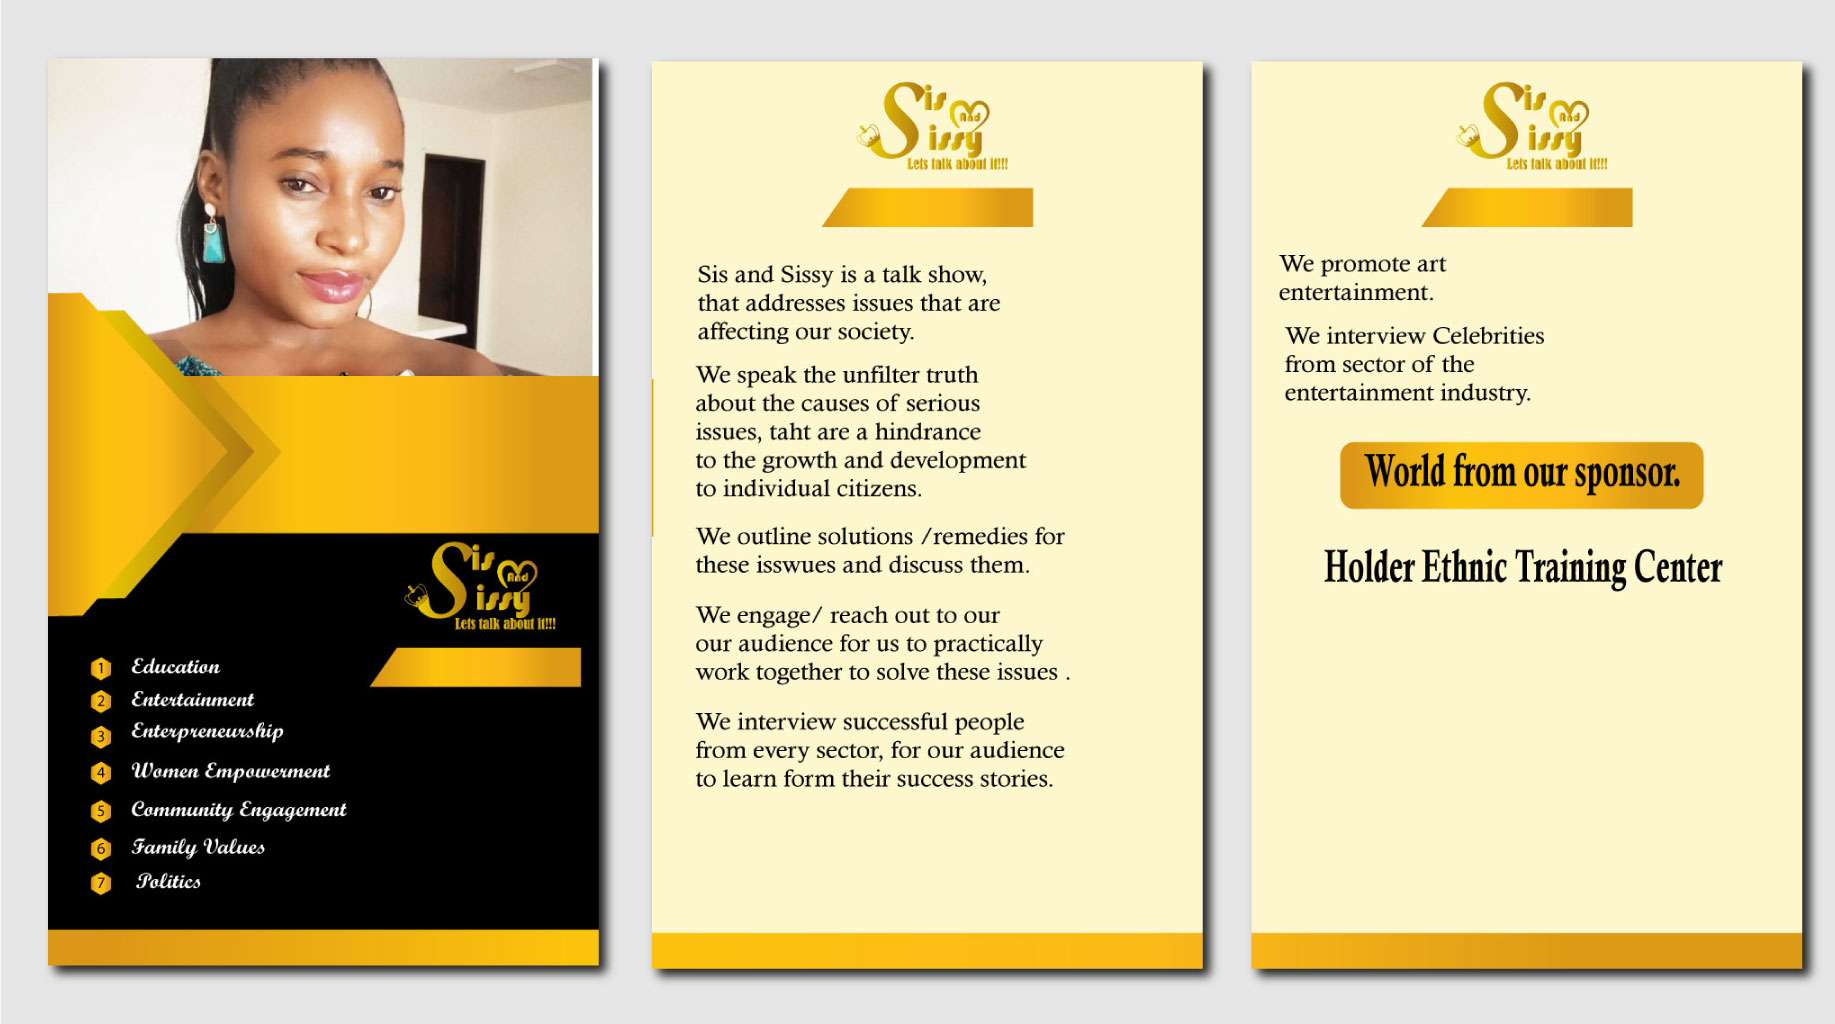 Sis
And
Sissy
Lets talk about it!!!
1 Education
2 Entertainment
3 Enterpreneurship
4 Women Empowerment
5 Community Engagement
6 Family Values
7 Politics
Sis
And
Sissy
Lets talk about it!!!
Sis and Sissy is a talk show,
that addresses issues that are
affecting our society.
We speak the unfilter truth
about the causes of serious
issues, taht are a hindrance
to the growth and development
to individual citizens.
We outline solutions /remedies for
these isswues and discuss them.
We engage/ reach out to our
our audience for us to practically
work together to solve these issues .
We interview successful people
from every sector, for our audience
to learn form their success stories.
Sis
And
Sissy
Lets talk about it!!!
We promote art
entertainment.
We interview Celebrities
from sector of the
entertainment industry.
World from our sponsor.
Holder Ethnic Training Center